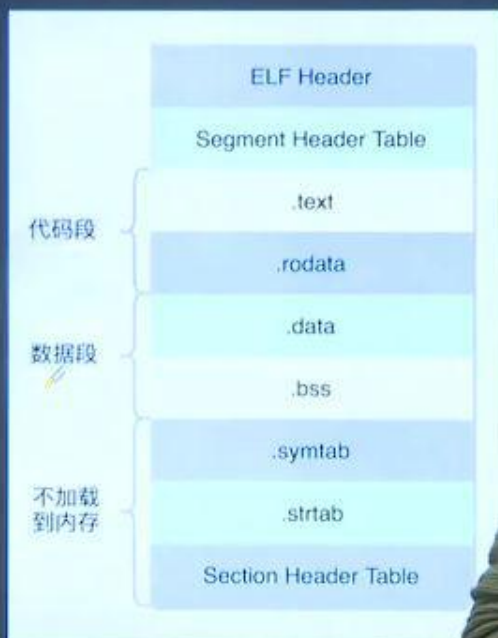 ELF Header
Segment Header Table
代码段
.text
.rodata
数据段
.data
.bss
不加载
到内存
.symtab
.strtab
Section Header Table